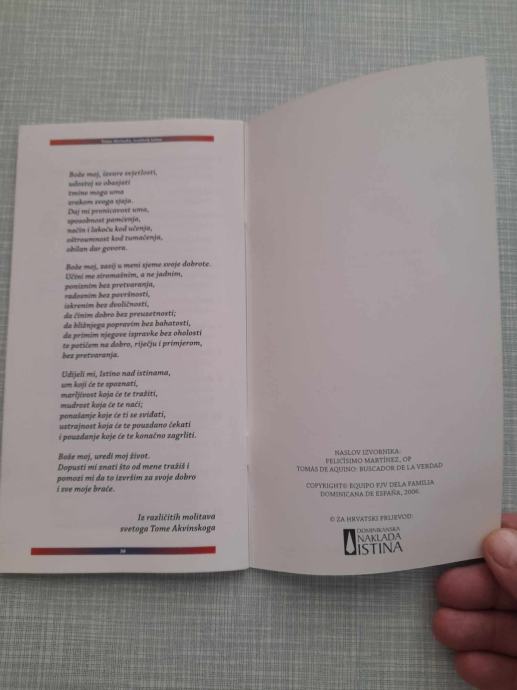 Bože moj, izvore svjetlosti,
udostoj se obasjati
tmine moga uma
zrakom svoga sjaja.
Daj mi pronicavost uma,
sposobnost pamćenja,
način i lakoću kod učenja,
oštroumnost kod tumačenja,
obilan dar govora.
Bože moj, zasij u meni sjeme svoje dobrote.
Učini me siromašnim, a ne jadnim,
poniznim bez pretvaranja,
radosnim bez površnosti,
iskrenim bez dvoličnosti,
da činim dobro bez preuzetnosti;
da bližnjega popravim bez bahatosti,
da primim njegove ispravke bez oholosti
te potičem na dobro, riječju i primjerom,
bez pretvaranja.
Udijeli mi, Istino nad istinama,
um koji će te spoznati,
marljivost koja će te tražiti,
mudrost koja će te naći;
ponašanje koje će ti se sviđati,
ustrajnost koja će te pouzdano čekati
i pouzdanje koje će te konačno zagrliti.
Bože moj, uredi moj život.
Dopusti mi znati što od mene tražiš i
pomozi mi da to izvršim za svoje dobro
i sve moje braće.
Iz različitih molitava
svetoga Tome Akvinskoga
NASLOV IZVORNIKA:
FELICÍSIMO MARTÍNEZ, OP
TOMÁS DE AQUINO: BUSCADOR DE LA VERDAD
COPYRIGHT© EQUIPO PJV DELA FAMILIA
DOMINICANA DE ESPAÑA, 2006.
© ZA HRVATSKI PRIJEVOD:
DOMINIKANSKA
NAKLADA
ISTINA